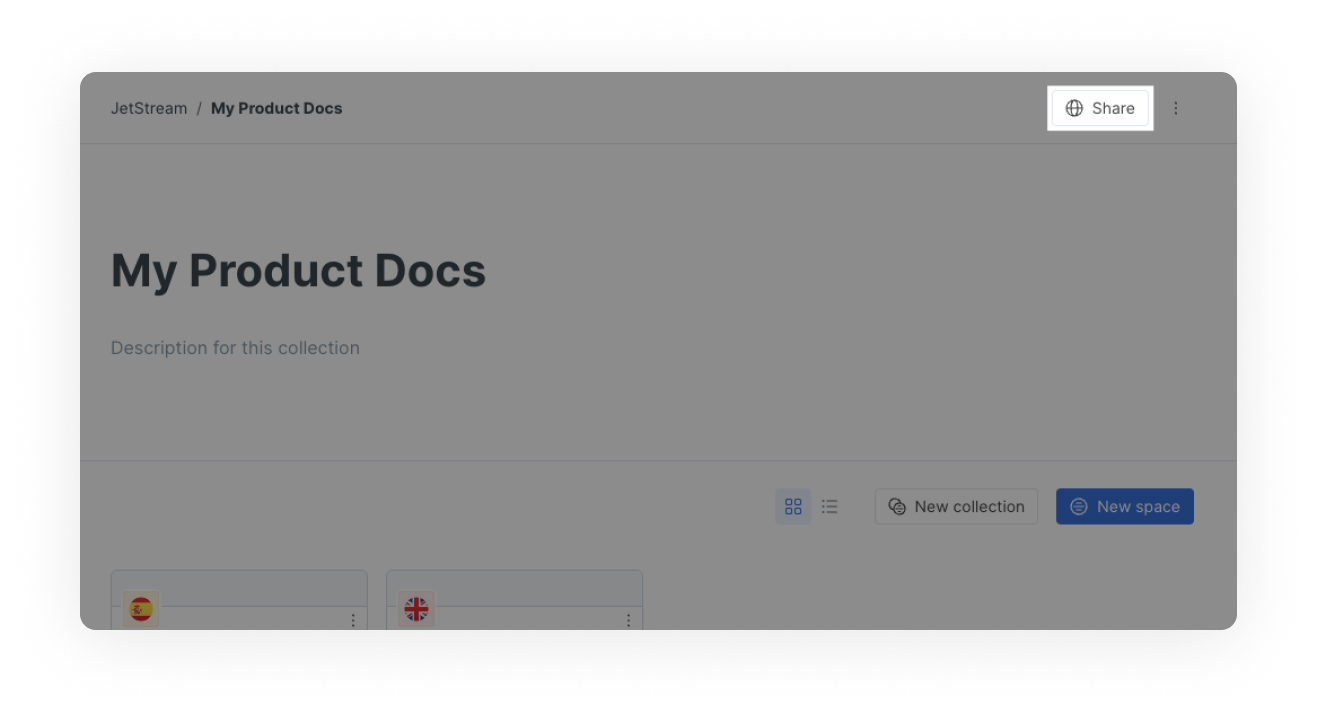 JetStream / My Product Docs
Share
My Product Docs
Description for this collection
New collection
New space